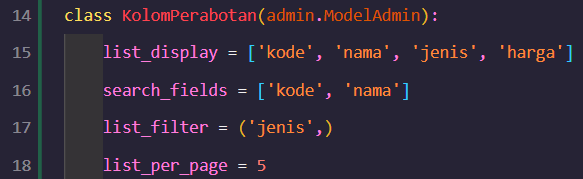 14 class KolomPerabotan(admin.ModelAdmin):
15 list_display = ['kode', 'nama', 'jenis', 'harga']
16 search_fields = ['kode', 'nama']
17 list_filter = ('jenis',)
18 list_per_page = 5